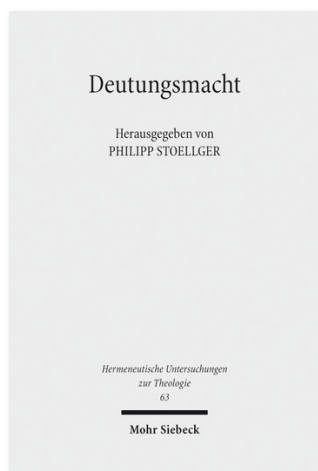 Deutungsmacht
Herausgegeben von
PHILIPP STOELLGER
Hermeneutische Untersuchungen
zur Theologie
63
Mohr Siebeck